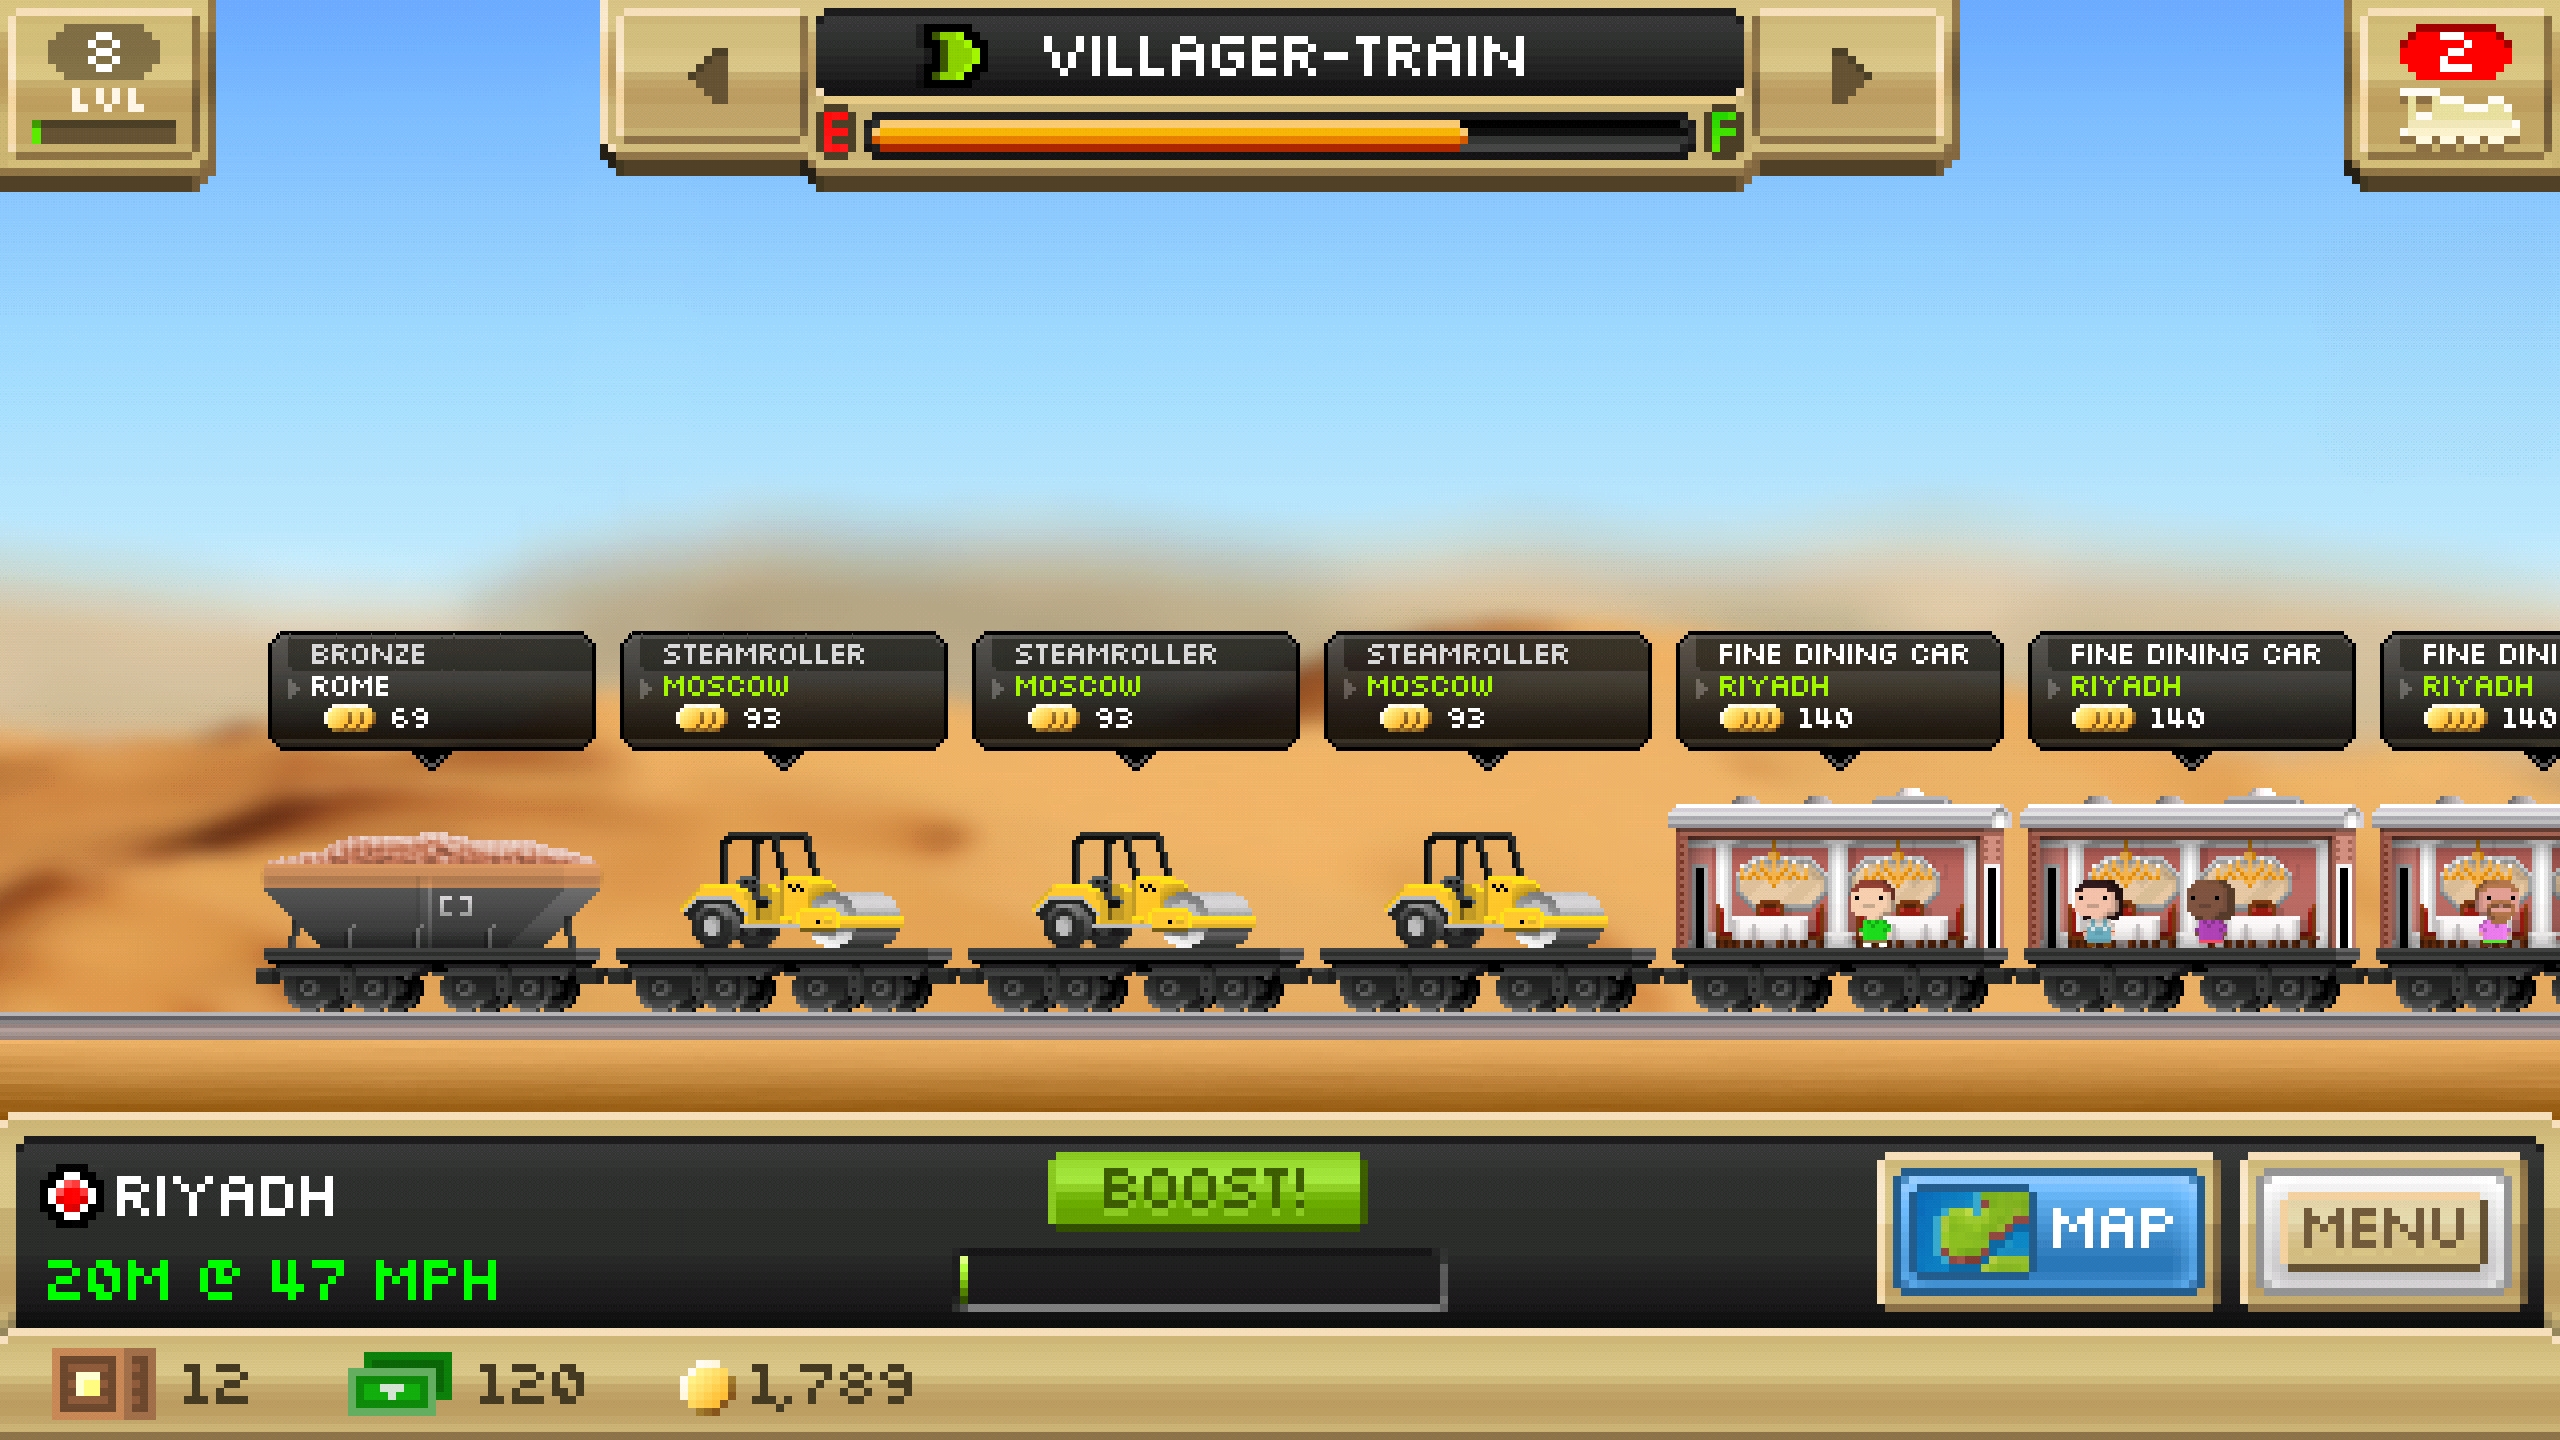 8
LVL
VILLAGER-TRAIN
E F
2
BRONZE
ROME
69
STEAMROLLER
MOSCOW
93
STEAMROLLER
MOSCOW
93
STEAMROLLER
MOSCOW
93
FINE DINING CAR
RIYADH
140
FINE DINING CAR
RIYADH
140
FINE DINI
RIYADH
140
RIYADH
20M @ 47 MPH
BOOST!
MAP
MENU
12
120
1,789